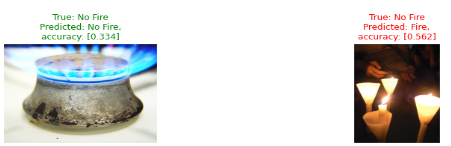 True: No Fire
Predicted: No Fire,
accuracy: [0.334]
True: No Fire
Predicted: Fire,
accuracy: [0.562]